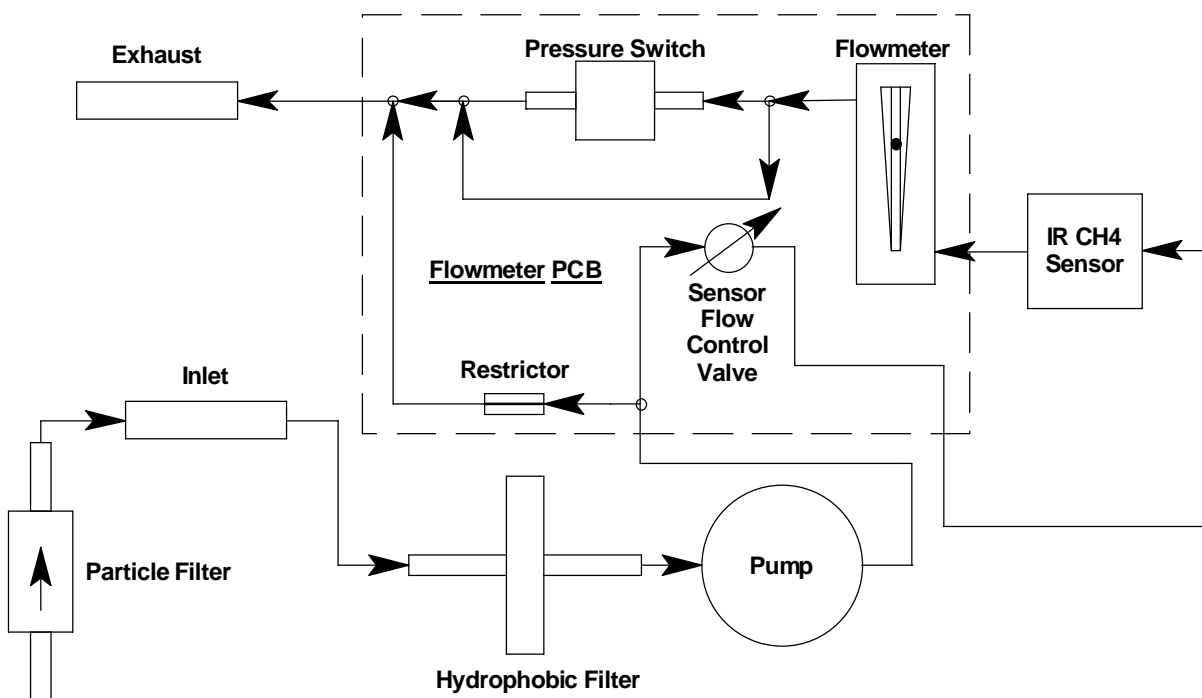 Exhaust
Pressure Switch
Flowmeter
IR CH4
Sensor
Flowmeter PCB
Sensor
Flow
Control
Valve
Restrictor
Inlet
Particle Filter
Pump
Hydrophobic Filter